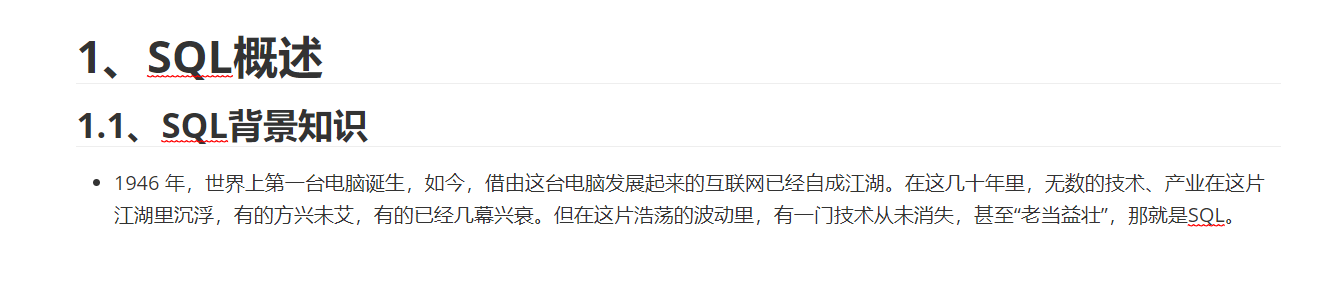 1、SQL概述
1.1、SQL背景知识
1946 年，世界上第一台电脑诞生，如今，借由这台电脑发展起来的互联网已经自成江湖。在这几十年里，无数的技术、产业在这片
江湖里沉浮，有的方兴未艾，有的已经几幕兴衰。但在这片浩荡的波动里，有一门技术从未消失，甚至“老当益壮”，那就是SQL。